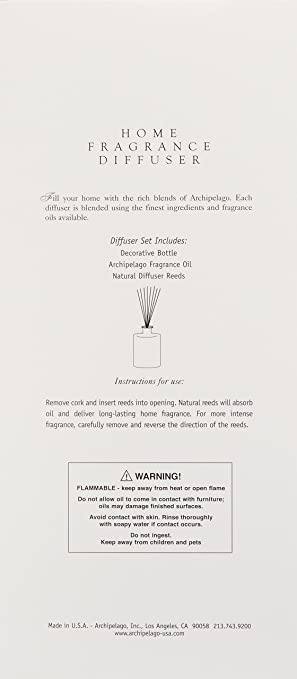 HOME
FRAGRANCE
DIFFUSER
Fill your home with the rich blends of Archipelago. Each
diffuser is blended using the finest ingredients and fragrance
oils available.
Diffuser Set Includes:
Decorative Bottle
Archipelago Fragrance Oil
Natural Diffuser Reeds
Instructions for use:
Remove cork and insert reeds into opening. Natural reeds will absorb
oil and deliver long-lasting home fragrance. For more intense
fragrance, carefully remove and reverse the direction of the reeds.
WARNING!
FLAMMABLE - keep away from heat or open flame
Do not allow oil to come in contact with furniture;
oils may damage finished surfaces.
Avoid contact with skin. Rinse thoroughly
with soapy water if contact occurs.
Do not ingest.
Keep away from children and pets
Made in U.S.A. - Archipelago, Inc., Los Angeles, CA 90058 213.743.9200
www.archipelago-usa.com